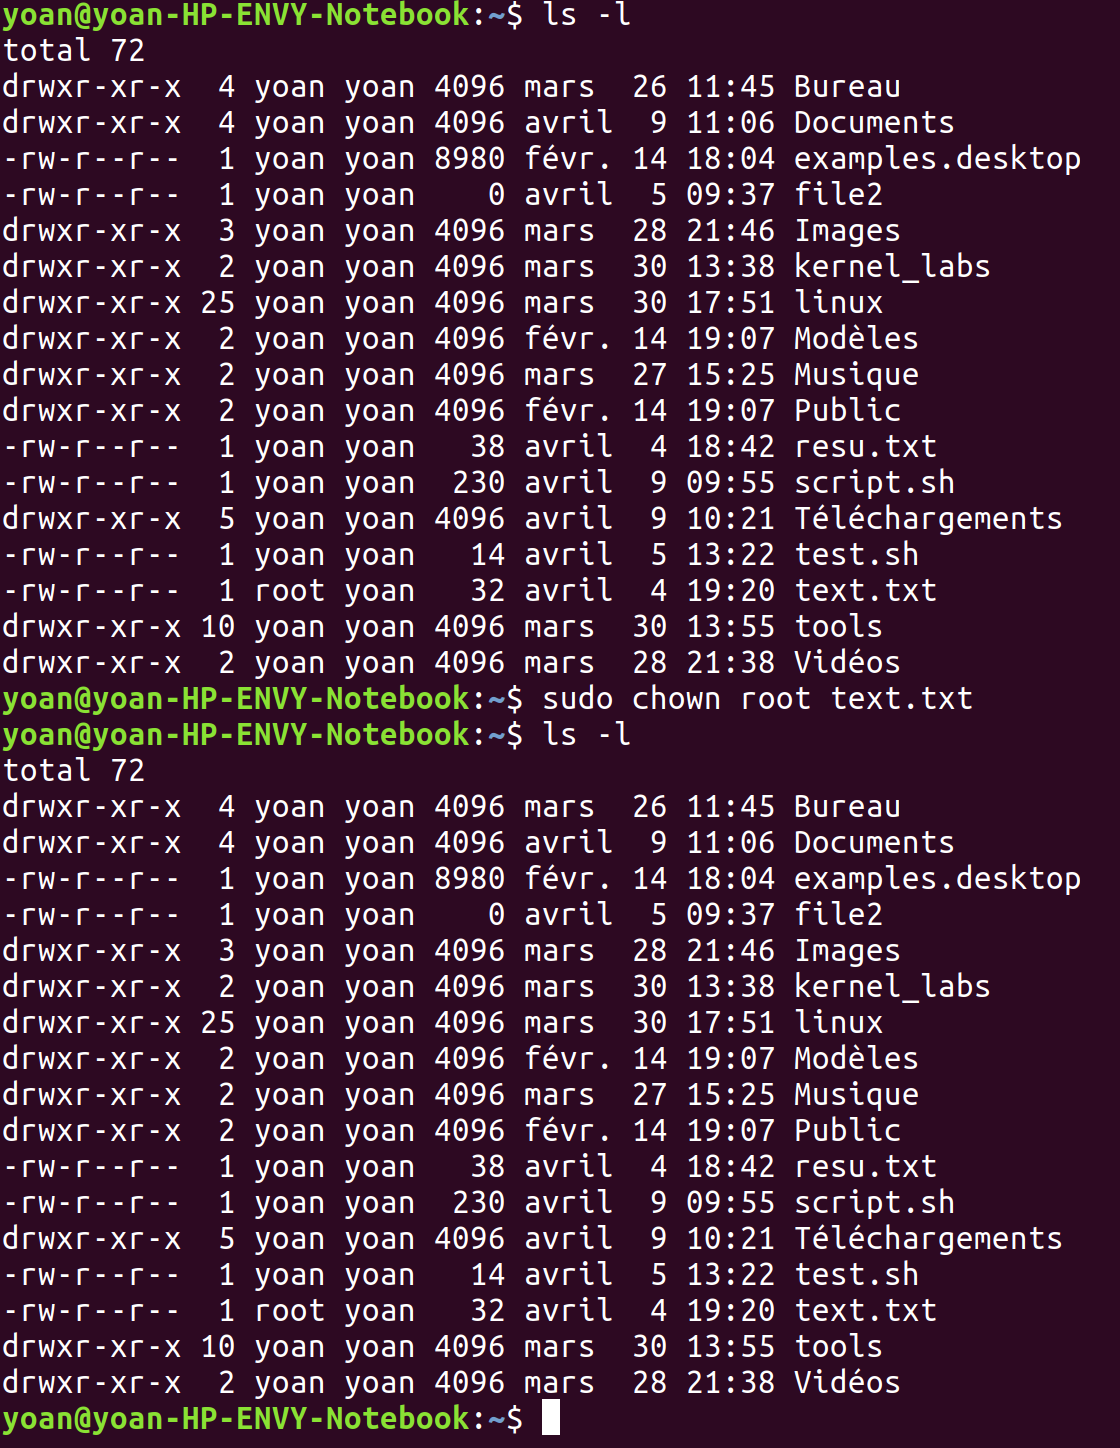 yoan@yoan-HP-ENVY-Notebook:~$ ls -l
total 72
drwxr-xr-x  4 yoan yoan 4096 mars  26 11:45 Bureau
drwxr-xr-x  4 yoan yoan 4096 avril  9 11:06 Documents
-rw-r--r--  1 yoan yoan 8980 févr. 14 18:04 examples.desktop
-rw-r--r--  1 yoan yoan    0 avril  5 09:37 file2
drwxr-xr-x  3 yoan yoan 4096 mars  28 21:46 Images
drwxr-xr-x  2 yoan yoan 4096 mars  30 13:38 kernel_labs
drwxr-xr-x 25 yoan yoan 4096 mars  30 17:51 linux
drwxr-xr-x  2 yoan yoan 4096 févr. 14 19:07 Modèles
drwxr-xr-x  2 yoan yoan 4096 mars  27 15:25 Musique
drwxr-xr-x  2 yoan yoan 4096 févr. 14 19:07 Public
-rw-r--r--  1 yoan yoan   38 avril  4 18:42 resu.txt
-rw-r--r--  1 yoan yoan  230 avril  9 09:55 script.sh
drwxr-xr-x  5 yoan yoan 4096 avril  9 10:21 Téléchargements
-rw-r--r--  1 yoan yoan   14 avril  5 13:22 test.sh
-rw-r--r--  1 root yoan   32 avril  4 19:20 text.txt
drwxr-xr-x 10 yoan yoan 4096 mars  30 13:55 tools
drwxr-xr-x  2 yoan yoan 4096 mars  28 21:38 Vidéos
yoan@yoan-HP-ENVY-Notebook:~$ sudo chown root text.txt
yoan@yoan-HP-ENVY-Notebook:~$ ls -l
total 72
drwxr-xr-x  4 yoan yoan 4096 mars  26 11:45 Bureau
drwxr-xr-x  4 yoan yoan 4096 avril  9 11:06 Documents
-rw-r--r--  1 yoan yoan 8980 févr. 14 18:04 examples.desktop
-rw-r--r--  1 yoan yoan    0 avril  5 09:37 file2
drwxr-xr-x  3 yoan yoan 4096 mars  28 21:46 Images
drwxr-xr-x  2 yoan yoan 4096 mars  30 13:38 kernel_labs
drwxr-xr-x 25 yoan yoan 4096 mars  30 17:51 linux
drwxr-xr-x  2 yoan yoan 4096 févr. 14 19:07 Modèles
drwxr-xr-x  2 yoan yoan 4096 mars  27 15:25 Musique
drwxr-xr-x  2 yoan yoan 4096 févr. 14 19:07 Public
-rw-r--r--  1 yoan yoan   38 avril  4 18:42 resu.txt
-rw-r--r--  1 yoan yoan  230 avril  9 09:55 script.sh
drwxr-xr-x  5 yoan yoan 4096 avril  9 10:21 Téléchargements
-rw-r--r--  1 yoan yoan   14 avril  5 13:22 test.sh
-rw-r--r--  1 root yoan   32 avril  4 19:20 text.txt
drwxr-xr-x 10 yoan yoan 4096 mars  30 13:55 tools
drwxr-xr-x  2 yoan yoan 4096 mars  28 21:38 Vidéos
yoan@yoan-HP-ENVY-Notebook:~$